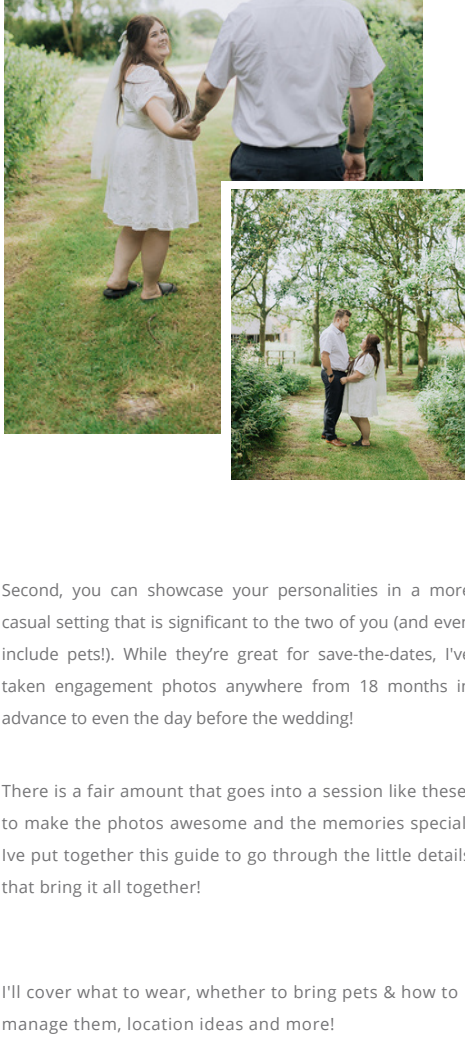 Second, you can showcase your personalities in a more
casual setting that is significant to the two of you (and even
include pets!). While they’re great for save-the-dates, I've
taken engagement photos anywhere from 18 months in
advance to even the day before the wedding!
There is a fair amount that goes into a session like these
to make the photos awesome and the memories special
Ive put together this guide to go through the little details
that bring it all together!
I'll cover what to wear, whether to bring pets & how to
manage them, location ideas and more!